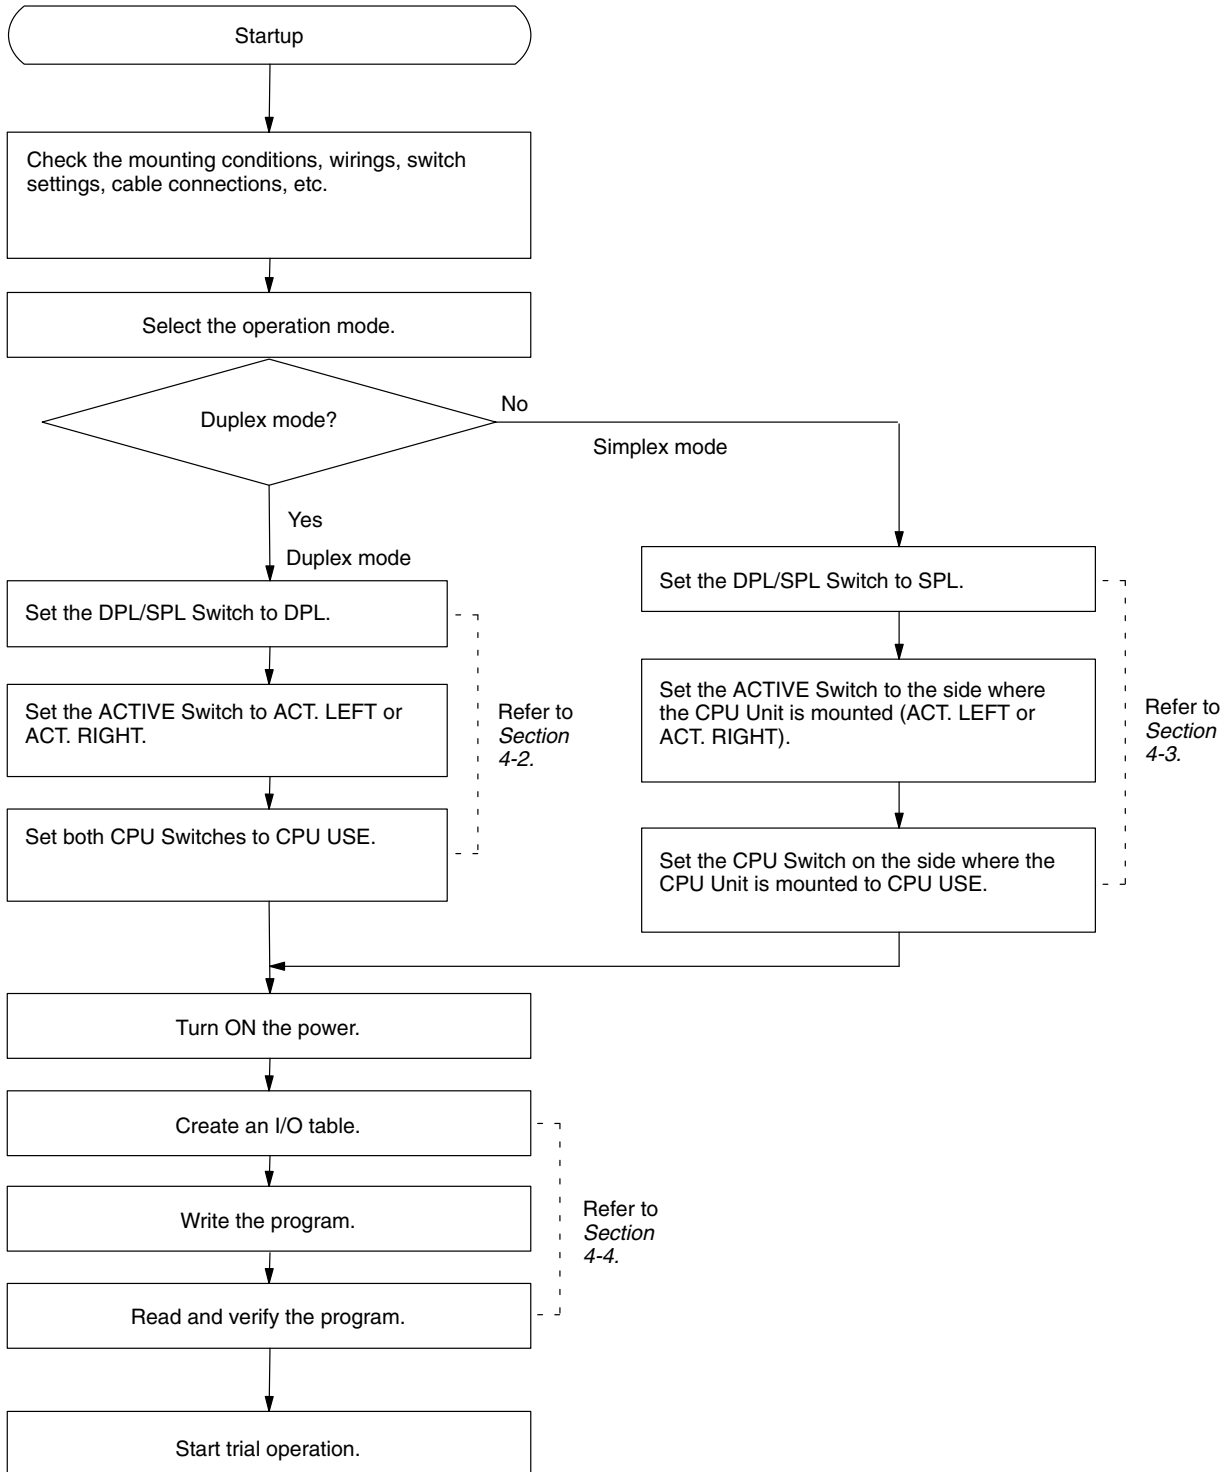 Startup
Check the mounting conditions, wirings, switch
settings, cable connections, etc.
Select the operation mode.
Duplex mode?
No
Simplex mode
Yes
Duplex mode
Set the DPL/SPL Switch to DPL.
Set the ACTIVE Switch to ACT. LEFT or
ACT. RIGHT.
Set both CPU Switches to CPU USE.
Refer to
Section
4-2.
Set the DPL/SPL Switch to SPL.
Set the ACTIVE Switch to the side where
the CPU Unit is mounted (ACT. LEFT or
ACT. RIGHT).
Set the CPU Switch on the side where the
CPU Unit is mounted to CPU USE.
Refer to
Section
4-3.
Turn ON the power.
Create an I/O table.
Write the program.
Read and verify the program.
Refer to
Section
4-4.
Start trial operation.